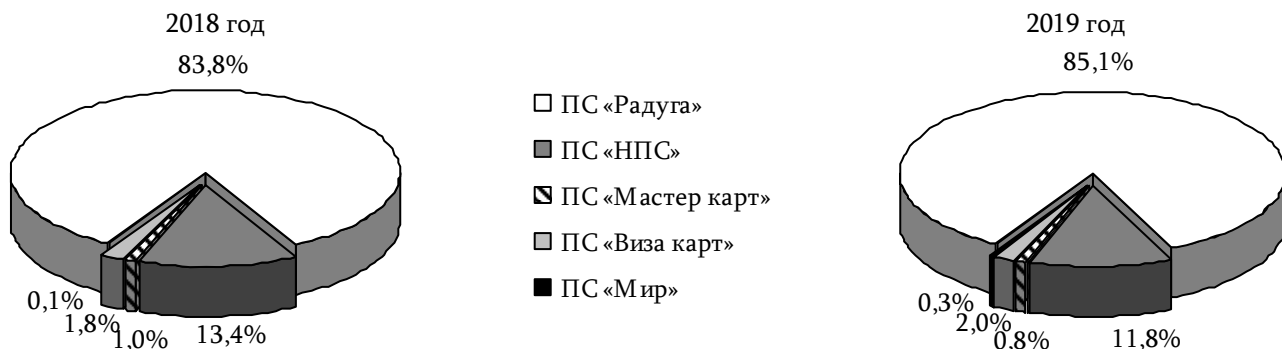 2018 год
83,8%
0,1%
1,8%
1,0%
13,4%
ПС «Радуга»
ПС «НПС»
ПС «Мастер карт»
ПС «Виза карт»
ПС «Мир»
2019 год
85,1%
0,3%
2,0%
0,8%
11,8%